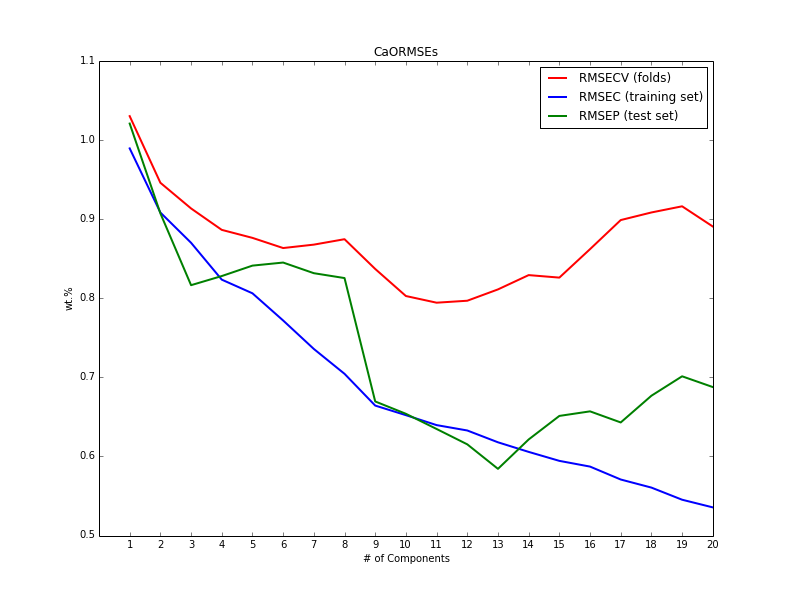 CaORMSEs
RMSECV (folds)
RMSEC (training set)
RMSEP (test set)
1.1
1.0
0.9
0.8
0.7
0.6
0.5
wt.%
1 2 3 4 5 6 7 8 9 10 11 12 13 14 15 16 17 18 19 20
# of Components